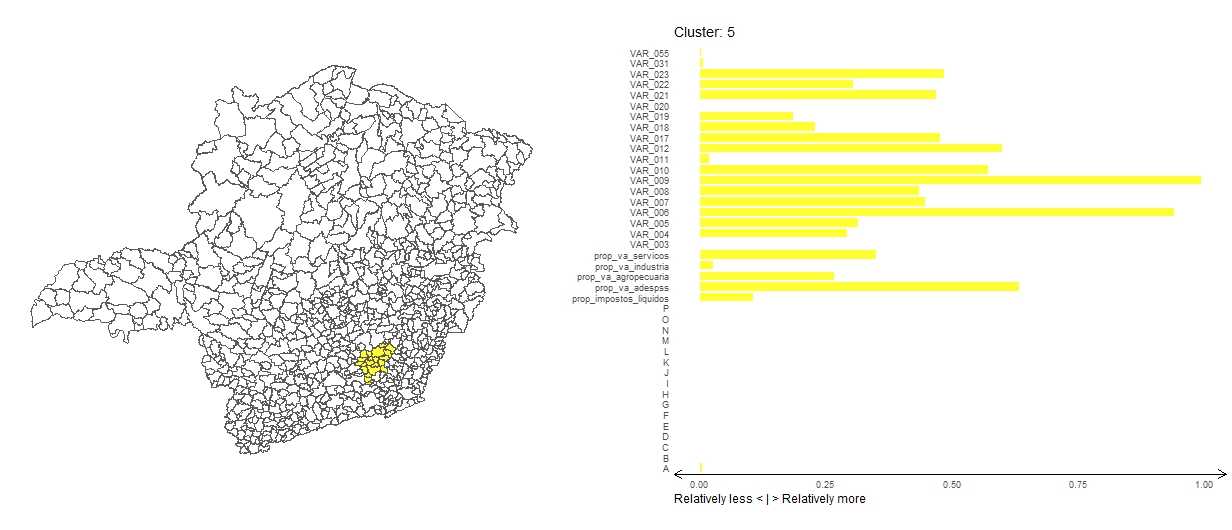 Cluster: 5
VAR_055
VAR_031
VAR_023
VAR_022
VAR_021
VAR_020
VAR_019
VAR_018
VAR_017
VAR_012
VAR_011
VAR_010
VAR_009
VAR_008
VAR_007
VAR_006
VAR_005
VAR_004
VAR_003
prop_va_servicos
prop_va_industria
prop_va_agropecuaria
prop_va_adespss
prop_impostos_liquidos
P
O
N
M
L
K
J
I
H
G
F
E
D
C
B
A
0.00 0.25 0.50 0.75 1.00
Relatively less < | > Relatively more